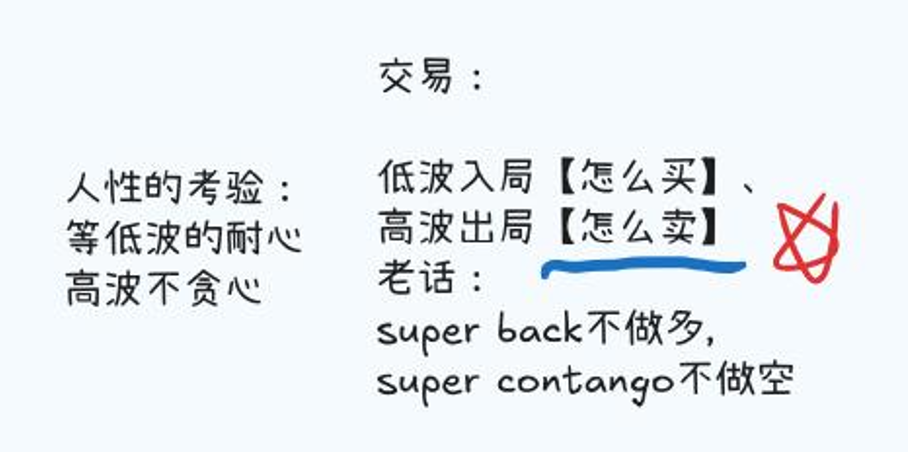 人性的考验：
等低波的耐心
高波不贪心
交易：
低波入局【怎么买】、
高波出局【怎么卖】
老话：
super back不做多,
super contango不做空